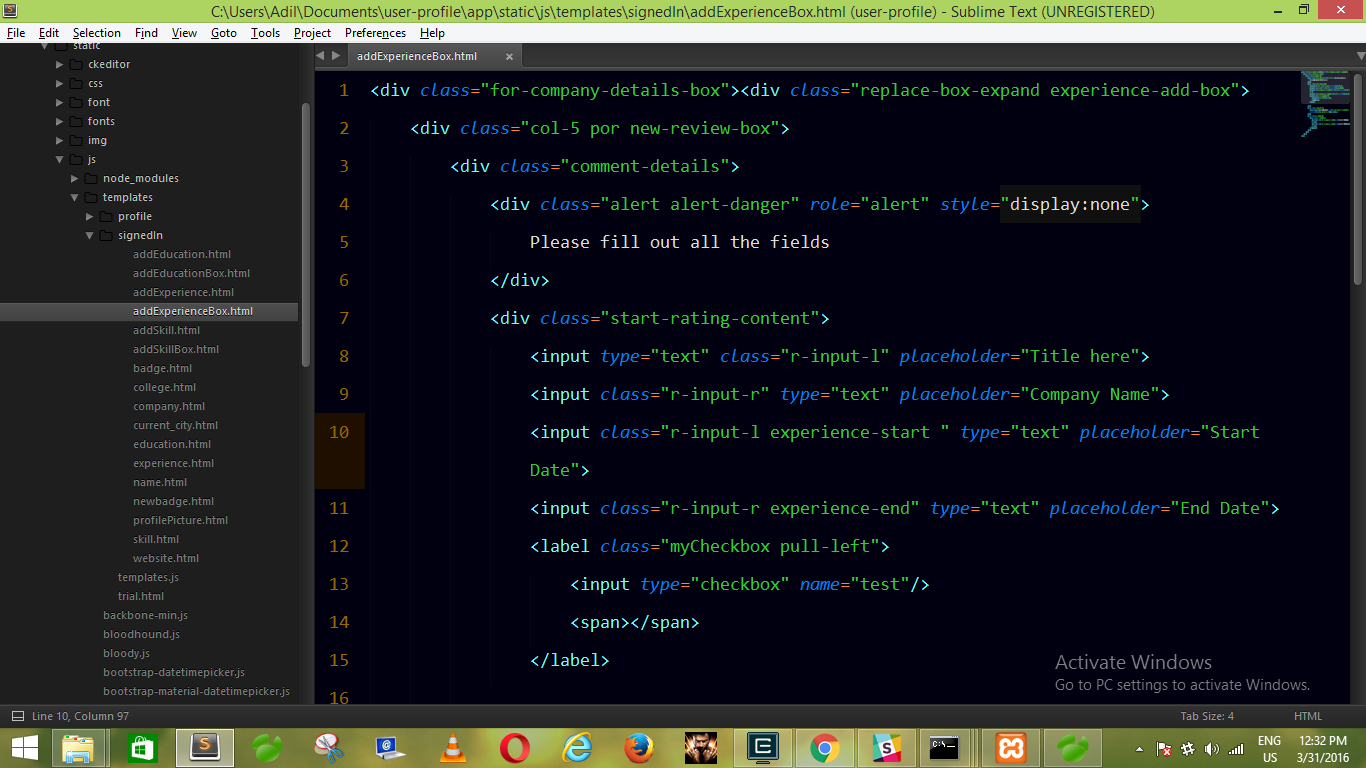 C:\Users\Adil\Documents\user-profile\app\static\js\templates\signedIn\addExperienceBox.html (user-profile) - Sublime Text (UNREGISTERED)
File Edit Selection Find View Goto Tools Project Preferences Help
static
ckeditor
css
font
fonts
img
js
node_modules
templates
profile
signedIn
addEducation.html
addEducationBox.html
addExperience.html
addExperienceBox.html
addSkill.html
addSkillBox.html
badge.html
college.html
company.html
current_city.html
education.html
experience.html
name.html
newbadge.html
profilePicture.html
skill.html
website.html
templates.js
trial.html
backbone-min.js
bloodhound.js
bloody.js
bootstrap-datetimepicker.js
bootstrap-material-datetimepicker.js
addExperienceBox.html ×
1 <div class="for-company-details-box"><div class="replace-box-expand experience-add-box">
2 <div class="col-5 por new-review-box">
3 <div class="comment-details">
4 <div class="alert alert-danger" role="alert" style="display:none">
5 Please fill out all the fields
6 </div>
7 <div class="start-rating-content">
8 <input type="text" class="r-input-l" placeholder="Title here">
9 <input class="r-input-r" type="text" placeholder="Company Name">
10 <input class="r-input-l experience-start " type="text" placeholder="Start
Date">
11 <input class="r-input-r experience-end" type="text" placeholder="End Date">
12 <label class="myCheckbox pull-left">
13 <input type="checkbox" name="test"/>
14 <span></span>
15 </label>
16
Activate Windows
Go to PC settings to activate Windows.
Line 10, Column 97
Tab Size: 4
HTML
ENG
US
12:32 PM
3/31/2016